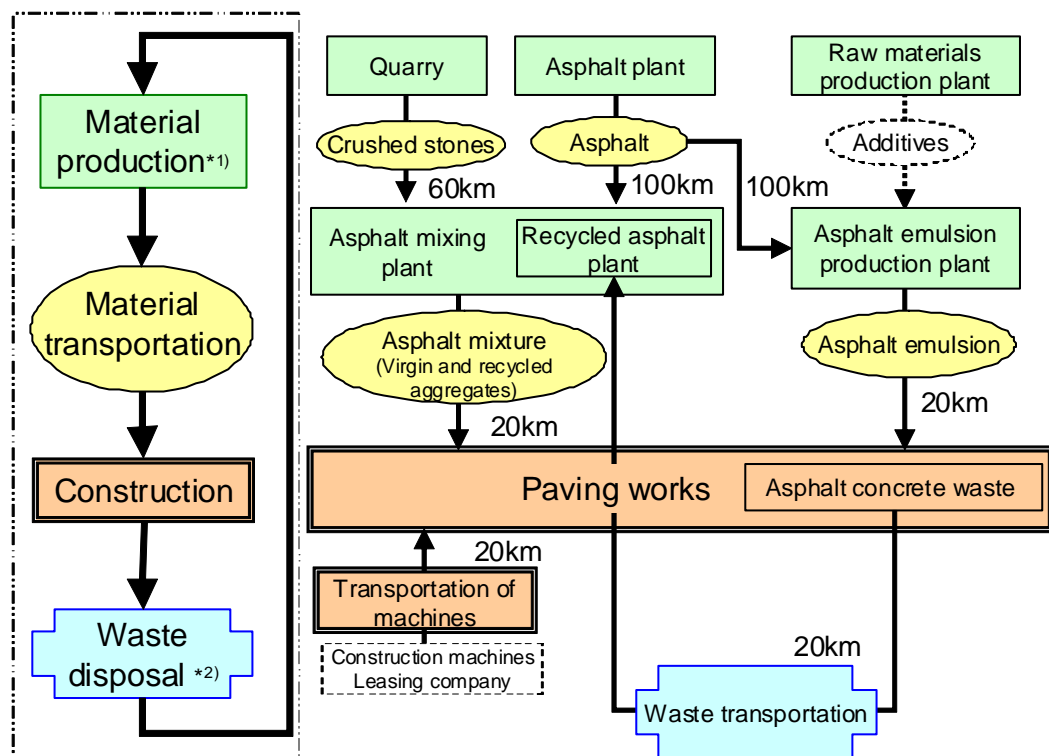 Material
production*1)
Material
transportation
Construction
Waste
disposal *2)
Quarry
Asphalt plant
Raw materials
production plant
Crushed stones
Asphalt
Additives
60km
100km
100km
Asphalt mixing
plant
Recycled asphalt
plant
Asphalt emulsion
production plant
Asphalt mixture
(Virgin and recycled
aggregates)
Asphalt emulsion
20km
20km
Paving works
Asphalt concrete waste
20km
Transportation of
machines
Construction machines
Leasing company
20km
Waste transportation